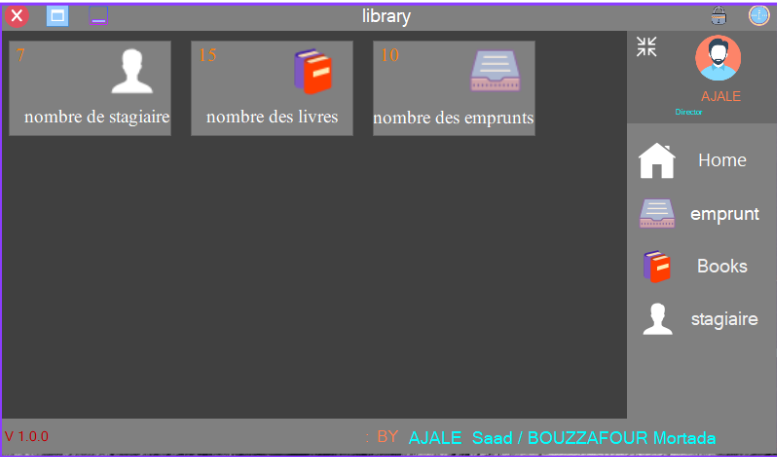 library
7
nombre de stagiaire
15
nombre des livres
10
nombre des emprunts
AJALE
Director
Home
emprunt
Books
stagiaire
V 1.0.0
: BY AJALE Saad / BOUZZAFOUR Mortada